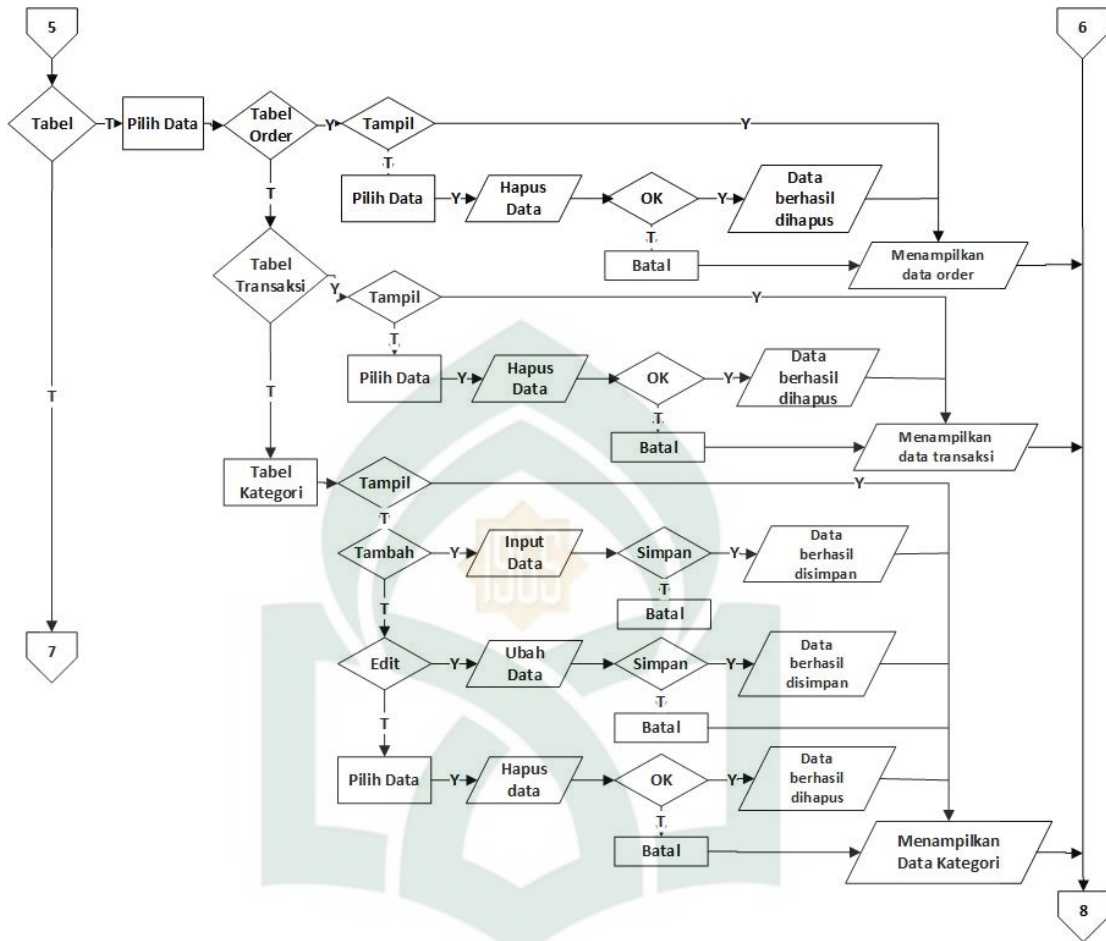 5
6
Tabel
T
Pilih Data
Tabel
Order
Y
Tampil
Y
T
T
Pilih Data
Y
Hapus
Data
OK
Y
Data
berhasil
dihapus
T
Batal
Menampilkan
data order
Tabel
Transaksi
Y
Tampil
Y
T
Pilih Data
Y
Hapus
Data
OK
Y
Data
berhasil
dihapus
T
T
T
Batal
Menampilkan
data transaksi
Tabel
Kategori
Tampil
Y
T
Tambah
Y
Input
Data
Simpan
Y
Data
berhasil
disimpan
1985
T
T
Batal
7
Edit
Y
Ubah
Data
Simpan
Y
Data
berhasil
disimpan
T
T
Batal
Pilih Data
Y
Hapus
data
OK
Y
Data
berhasil
dihapus
T
Batal
Menampilkan
Data Kategori
8